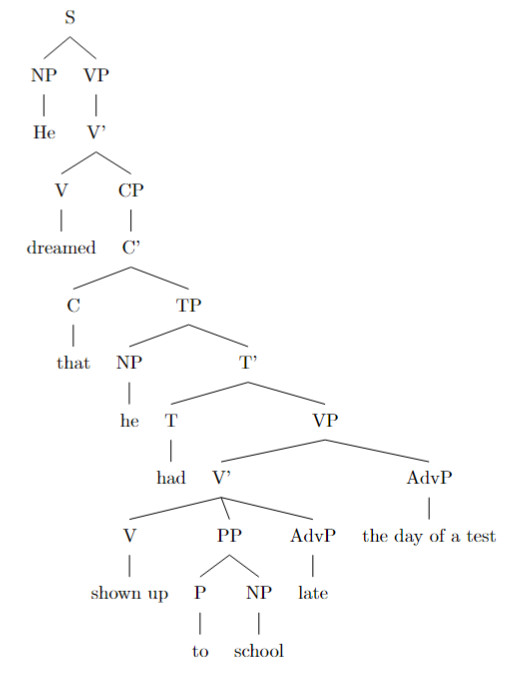 S
NP VP
He V’
V CP
dreamed C’
C TP
that NP T’
he T VP
had V’ AdvP
V PP AdvP the day of a test
shown up P NP late
to school